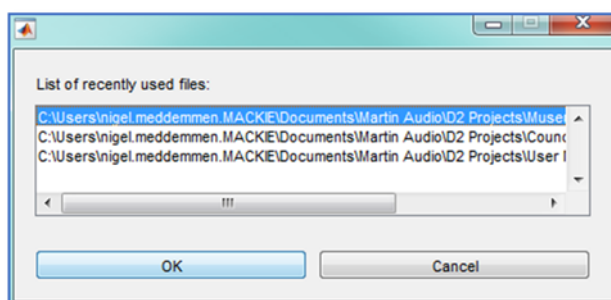 List of recently used files:
C:\Users\nigel.meddemmen.MACKIE\Documents\Martin Audio\D2 Projects\Muse
C:\Users\nigel.meddemmen.MACKIE\Documents\Martin Audio\D2 Projects\Counc
C:\Users\nigel.meddemmen.MACKIE\Documents\Martin Audio\D2 Projects\User
OK Cancel